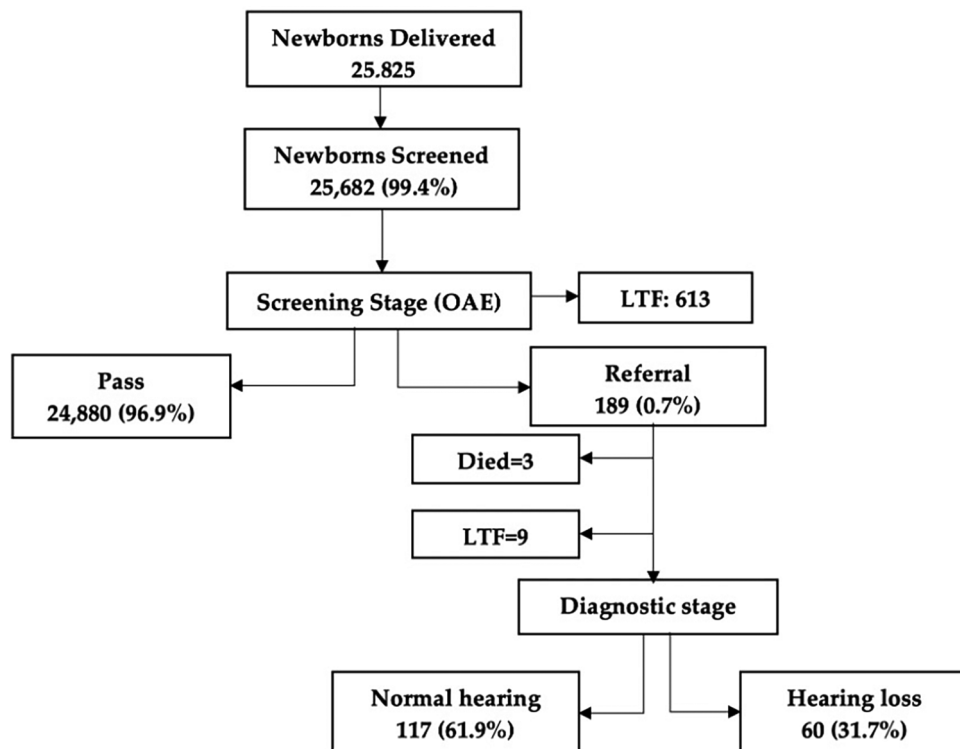 Newborns Delivered
25.825
Newborns Screened
25,682 (99.4%)
Screening Stage (OAE)
LTF: 613
Pass
24,880 (96.9%)
Referral
189 (0.7%)
Died=3
LTF=9
Diagnostic stage
Normal hearing
117 (61.9%)
Hearing loss
60 (31.7%)